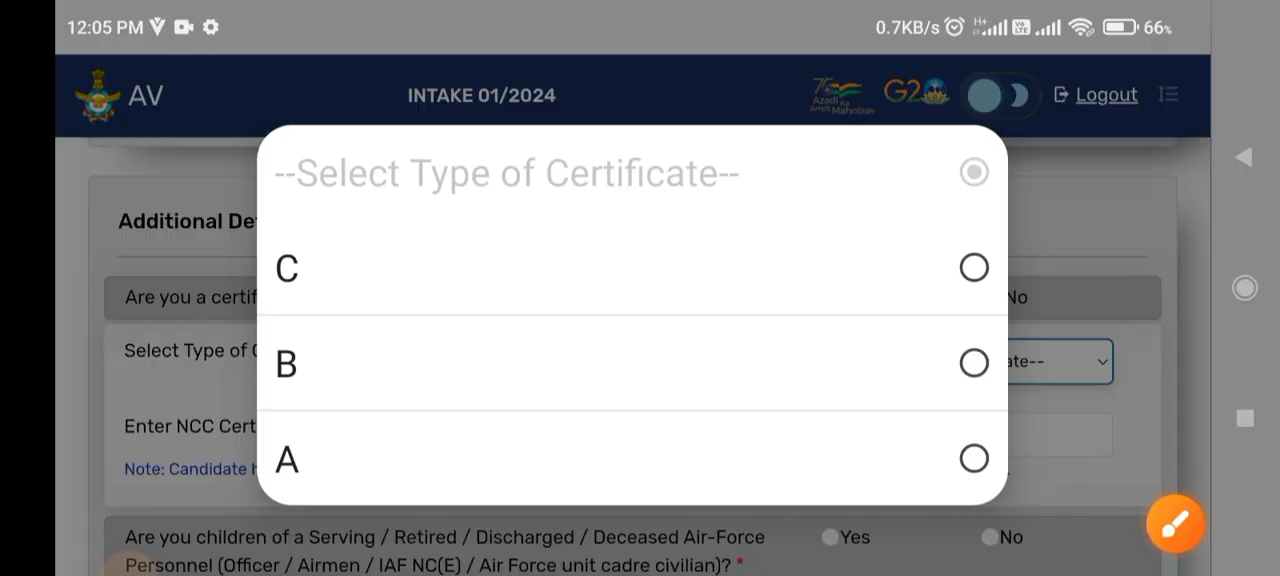 12:05 PM
0.7KB/s H+ Vo LTE 66%
AV
INTAKE 01/2024
75 Azadi Ka Amrit Mahotsav
G20
Logout
--Select Type of Certificate--
C
B
A
Additional De
Are you a certif
No
Select Type of
ate--
Enter NCC Cert
Note: Candidate h
Are you children of a Serving / Retired / Discharged / Deceased Air-Force
Personnel (Officer / Airmen / IAF NC(E) / Air Force unit cadre civilian)? *
Yes
No